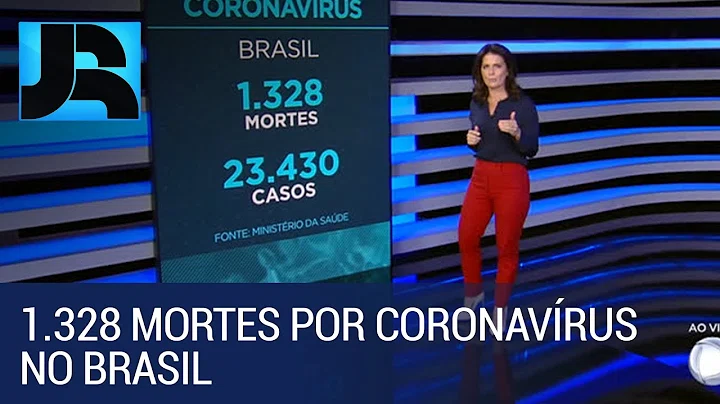 CORONAVÍRUS
BRASIL
1.328
MORTES
23.430
CASOS
FONTE: MINISTÉRIO DA SAÚDE
1.328 MORTES POR CORONAVÍRUS
NO BRASIL
AO VI